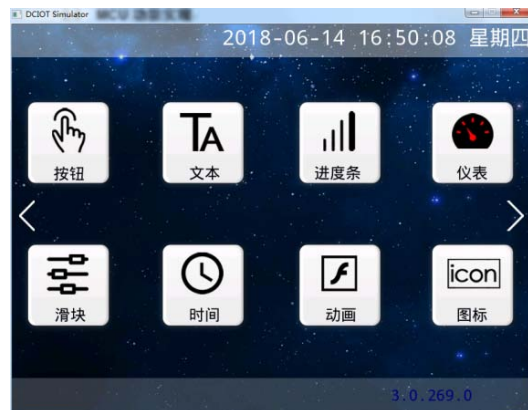 DCIOT Simulator
2018-06-14 16:50:08 星期四
TA
按钮
文本
进度条
仪表
icon
滑块
时间
动画
图标
3.0.269.0